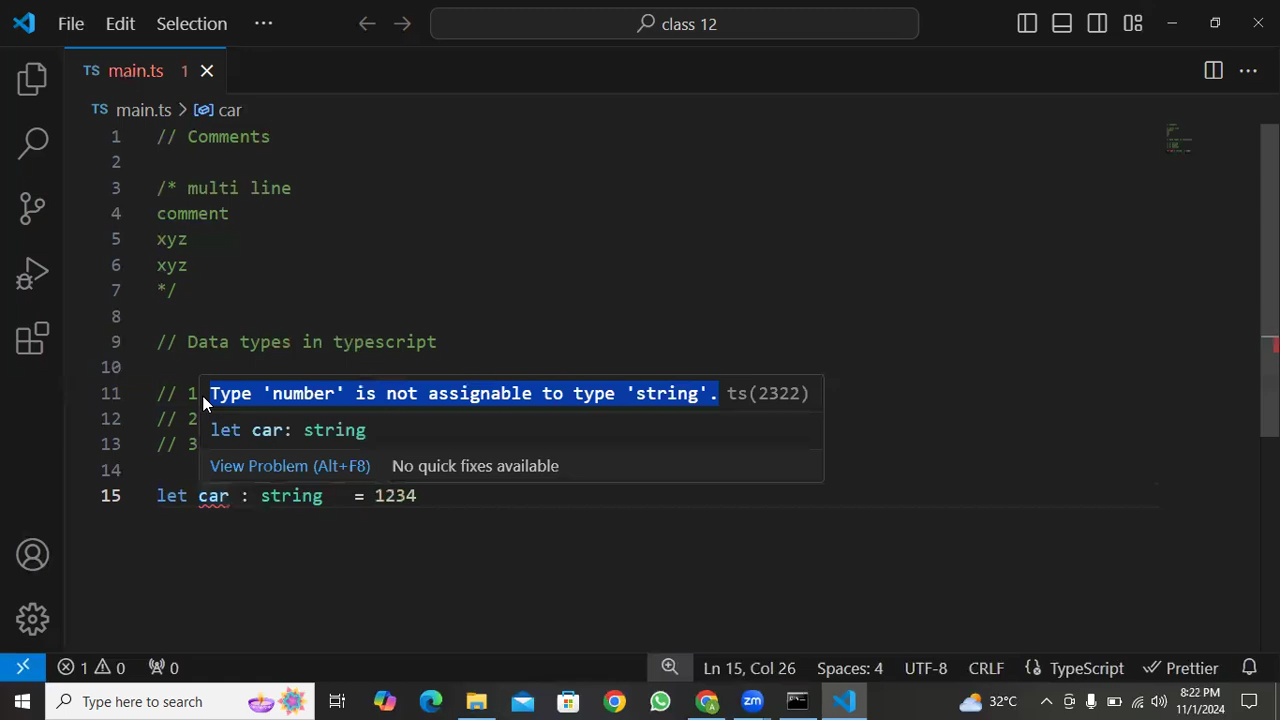 File Edit Selection ··· class 12
TS main.ts 1
TS main.ts > car
1 // Comments
2
3 /* multi line
4 comment
5 xyz
6 xyz
7 */
8
9 // Data types in typescript
10
11 // 1
Type 'number' is not assignable to type 'string'. ts(2322)
12 // 2
let car: string
13 // 3
View Problem (Alt+F8) No quick fixes available
14
15 let car : string = 1234
1 0 0 Ln 15, Col 26 Spaces: 4 UTF-8 CRLF TypeScript Prettier
Type here to search 32°C 8:22 PM
11/1/2024